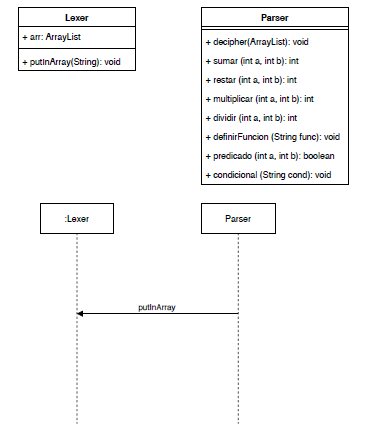 Lexer
+ arr: ArrayList
+ putInArray(String): void
Parser
+ decipher(ArrayList): void
+ sumar (int a, int b): int
+ restar (int a, int b): int
+ multiplicar (int a, int b): int
+ dividir (int a, int b): int
+ definirFuncion (String func): void
+ predicado (int a, int b): boolean
+ condicional (String cond): void
:Lexer
Parser
putInArray